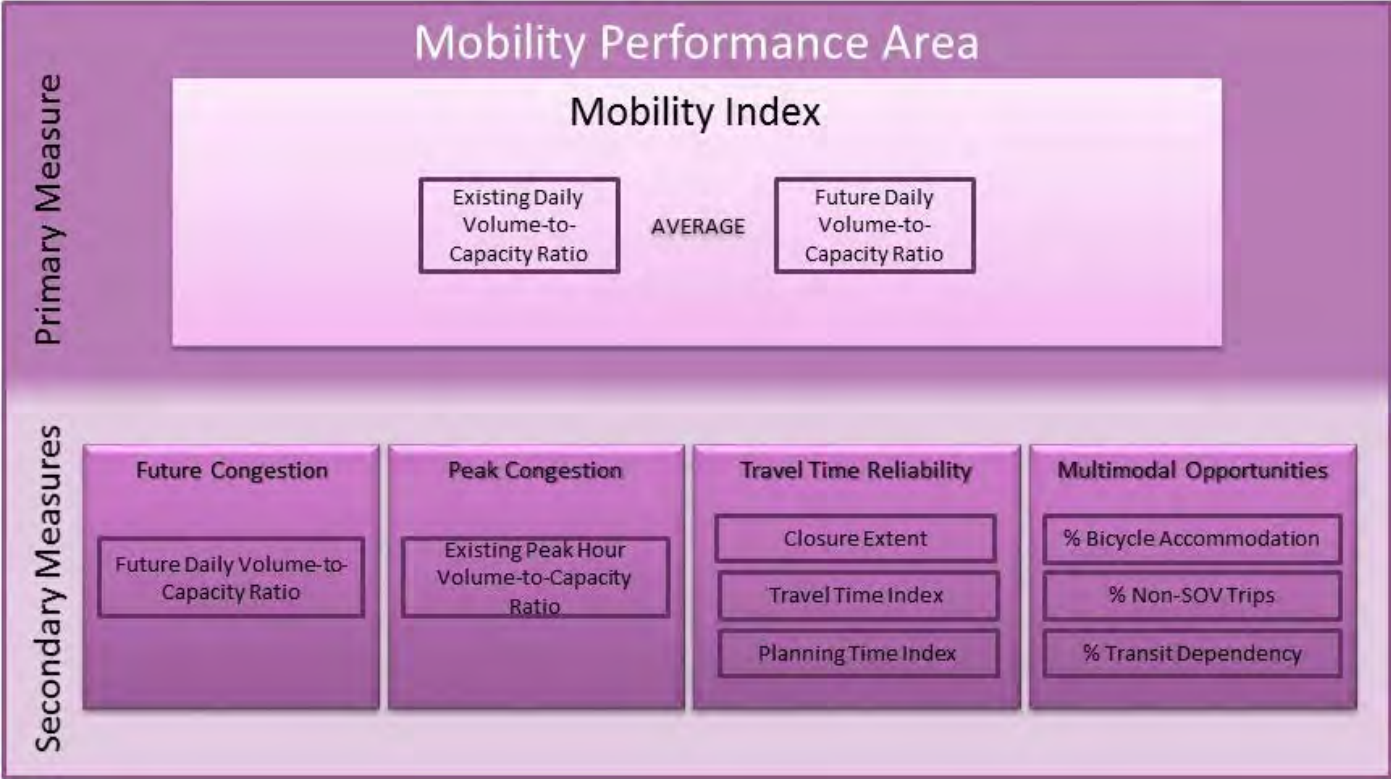 Mobility Performance Area
Primary Measure
Mobility Index
Existing Daily
Volume-to-
Capacity Ratio
AVERAGE
Future Daily
Volume-to-
Capacity Ratio
Secondary Measures
Future Congestion
Future Daily Volume-to-
Capacity Ratio
Peak Congestion
Existing Peak Hour
Volume-to-Capacity
Ratio
Travel Time Reliability
Closure Extent
Travel Time Index
Planning Time Index
Multimodal Opportunities
% Bicycle Accommodation
% Non-SOV Trips
% Transit Dependency